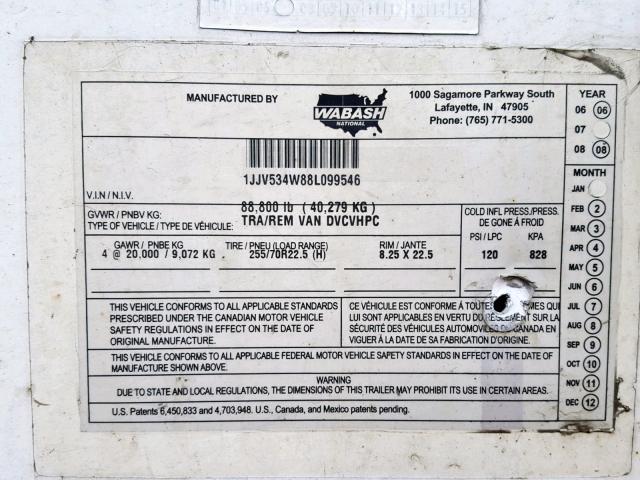 MANUFACTURED BY
WABASH
NATIONAL
1000 Sagamore Parkway South
Lafayette, IN 47905
Phone: (765) 771-5300
YEAR
06 06
07
08 08
1JJV534W88L099546
V.I.N / N.I.V.
MONTH
JAN
FEB 2
MAR 3
APR 4
MAY 5
JUN 6
JUL 7
AUG 8
SEP 9
OCT 10
NOV 11
DEC 12
88,800 lb ( 40,279 KG )
GVWR / PNBV KG:
TRA/REM VAN DVCVHPC
TYPE OF VEHICLE / TYPE DE VÉHICULE:
COLD INFL PRESS./PRESS.
DE GONE À FROID
PSI / LPC KPA
120 828
GAWR / PNBE KG TIRE / PNEU (LOAD RANGE) RIM / JANTE
4 @ 20,000 / 9,072 KG 255/70R22.5 (H) 8.25 X 22.5
THIS VEHICLE CONFORMS TO ALL APPLICABLE STANDARDS
PRESCRIBED UNDER THE CANADIAN MOTOR VEHICLE
SAFETY REGULATIONS IN EFFECT ON THE DATE OF
ORIGINAL MANUFACTURE.
CE VÉHICULE EST CONFORME À TOUTES QUI
LUI SONT APPLICABLES EN VERTU DU RÈGLEMENT SUR LA
SÉCURITÉ DES VÉHICULES AUTOMOBILES DU CANADA EN
VIGUER À LA DATE DE SA FABRICATION D'ORIGINE.
THIS VEHICLE CONFORMS TO ALL APPLICABLE FEDERAL MOTOR VEHICLE SAFETY STANDARDS IN EFFECT ON THE DATE OF
MANUFACTURE SHOWN ABOVE.
WARNING
DUE TO STATE AND LOCAL REGULATIONS, THE DIMENSIONS OF THIS TRAILER MAY PROHIBIT ITS USE IN CERTAIN AREAS.
U.S. Patents 6,450,833 and 4,703,948. U.S., Canada, and Mexico patents pending.